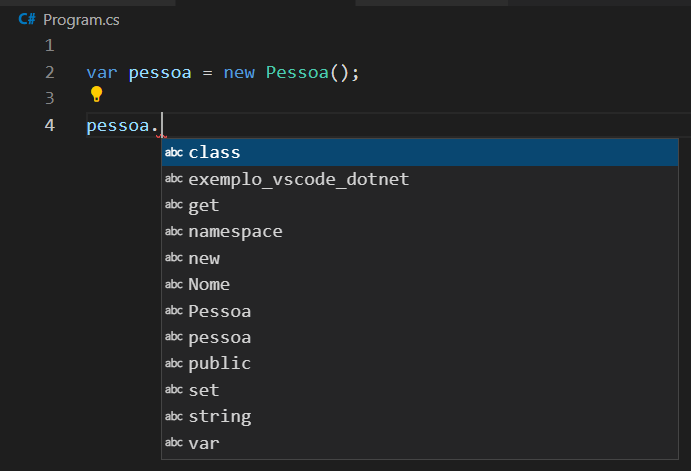 C# Program.cs
1
2 var pessoa = new Pessoa();
3
4 pessoa.
abc class
abc exemplo_vscode_dotnet
abc get
abc namespace
abc new
abc Nome
abc Pessoa
abc pessoa
abc public
abc set
abc string
abc var